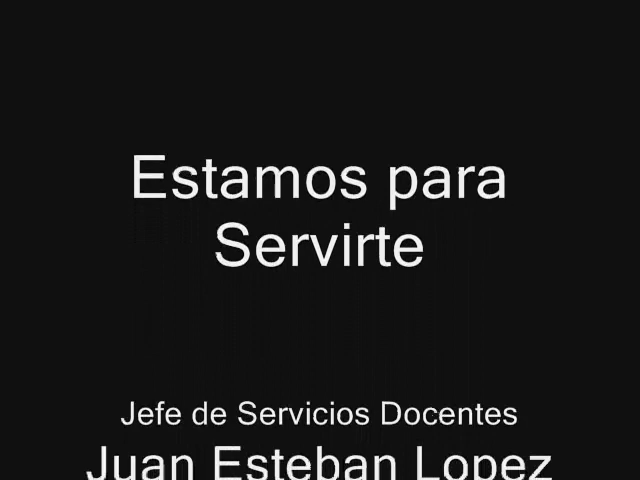 Estamos para
Servirte
Jefe de Servicios Docentes
Juan Esteban Lopez